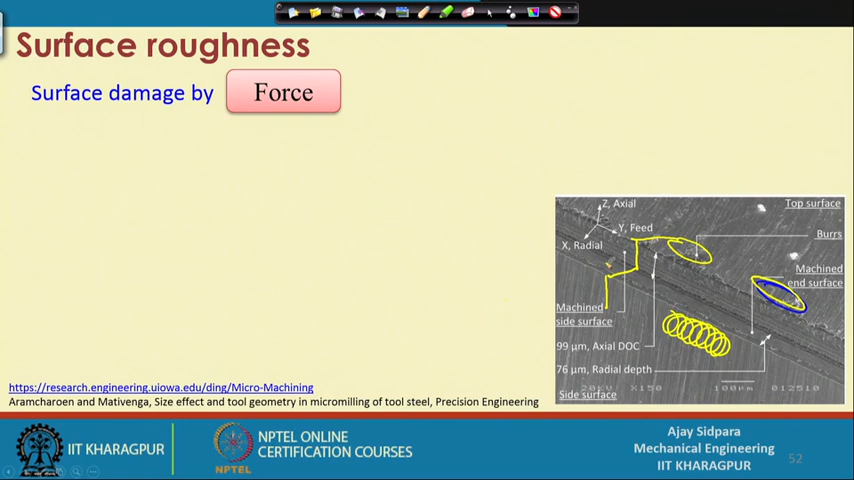 Surface roughness
Surface damage by Force
Z, Axial
Top surface
Y, Feed
Burrs
X, Radial
Machined
end surface
Machined
side surface
99 µm, Axial DOC
76 µm, Radial depth
20KU X150 100µm 012510
Side surface
https://research.engineering.uiowa.edu/ding/Micro-Machining
Aramcharoen and Mativenga, Size effect and tool geometry in micromilling of tool steel, Precision Engineering
IIT KHARAGPUR
NPTEL
NPTEL ONLINE
CERTIFICATION COURSES
Ajay Sidpara
Mechanical Engineering
IIT KHARAGPUR
52